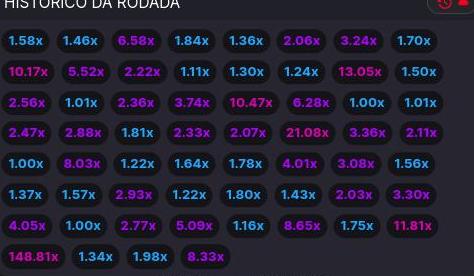 HISTÓRICO DA RODADA
1.58x 1.46x 6.58x 1.84x 1.36x 2.06x 3.24x 1.70x
10.17x 5.52x 2.22x 1.11x 1.30x 1.24x 13.05x 1.50x
2.56x 1.01x 2.36x 3.74x 10.47x 6.28x 1.00x 1.01x
2.47x 2.88x 1.81x 2.33x 2.07x 21.08x 3.36x 2.11x
1.00x 8.03x 1.22x 1.64x 1.78x 4.01x 3.08x 1.56x
1.37x 1.57x 2.93x 1.22x 1.80x 1.43x 2.03x 3.30x
4.05x 1.00x 2.77x 5.09x 1.16x 8.65x 1.75x 11.81x
148.81x 1.34x 1.98x 8.33x